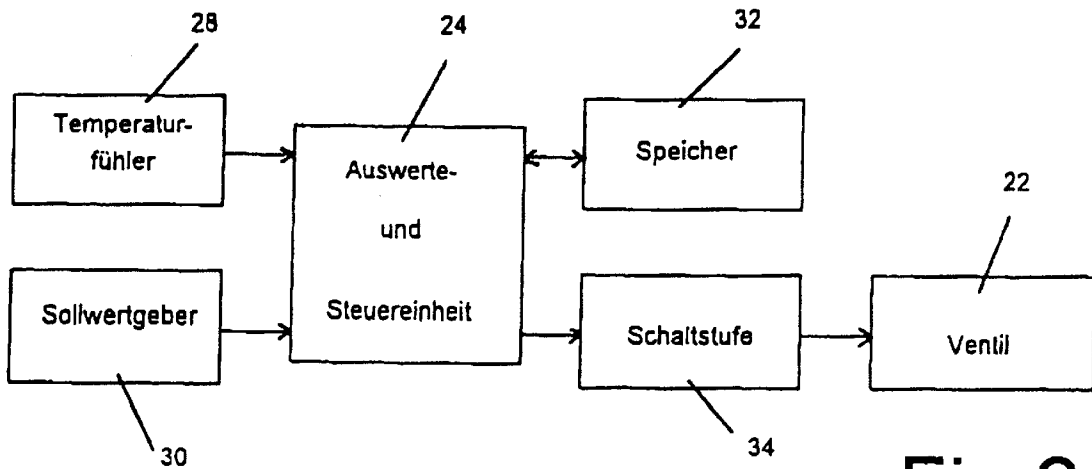 28
24
32
Temperatur-
fühler
Auswerte-
und
Steuereinheit
Speicher
22
Sollwertgeber
Schaltstufe
Ventil
30
34